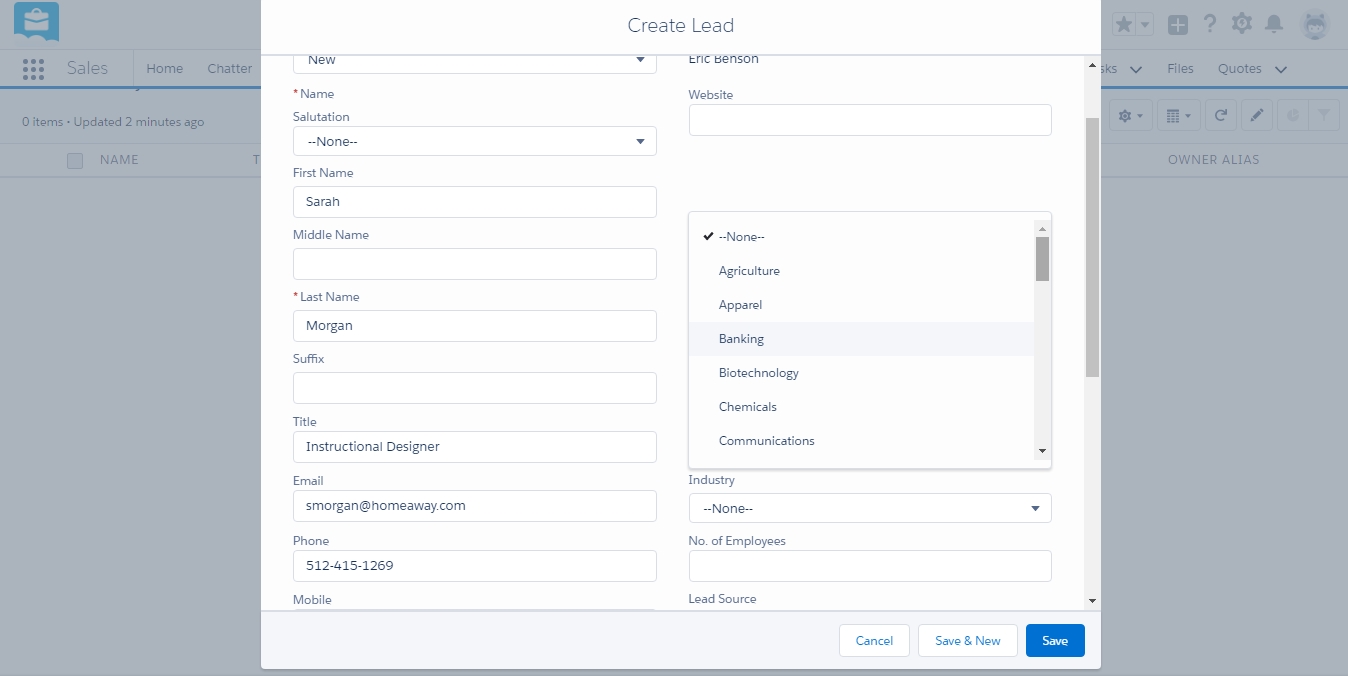 Create Lead
Sales
Home
Chatter
sks
Files
Quotes
0 items • Updated 2 minutes ago
NAME
T
OWNER ALIAS
New
*Name
Salutation
--None--
First Name
Sarah
Middle Name
*Last Name
Morgan
Suffix
Title
Instructional Designer
Email
smorgan@homeaway.com
Phone
512-415-1269
Mobile
Eric Benson
Website
--None--
Agriculture
Apparel
Banking
Biotechnology
Chemicals
Communications
Industry
--None--
No. of Employees
Lead Source
Cancel
Save & New
Save